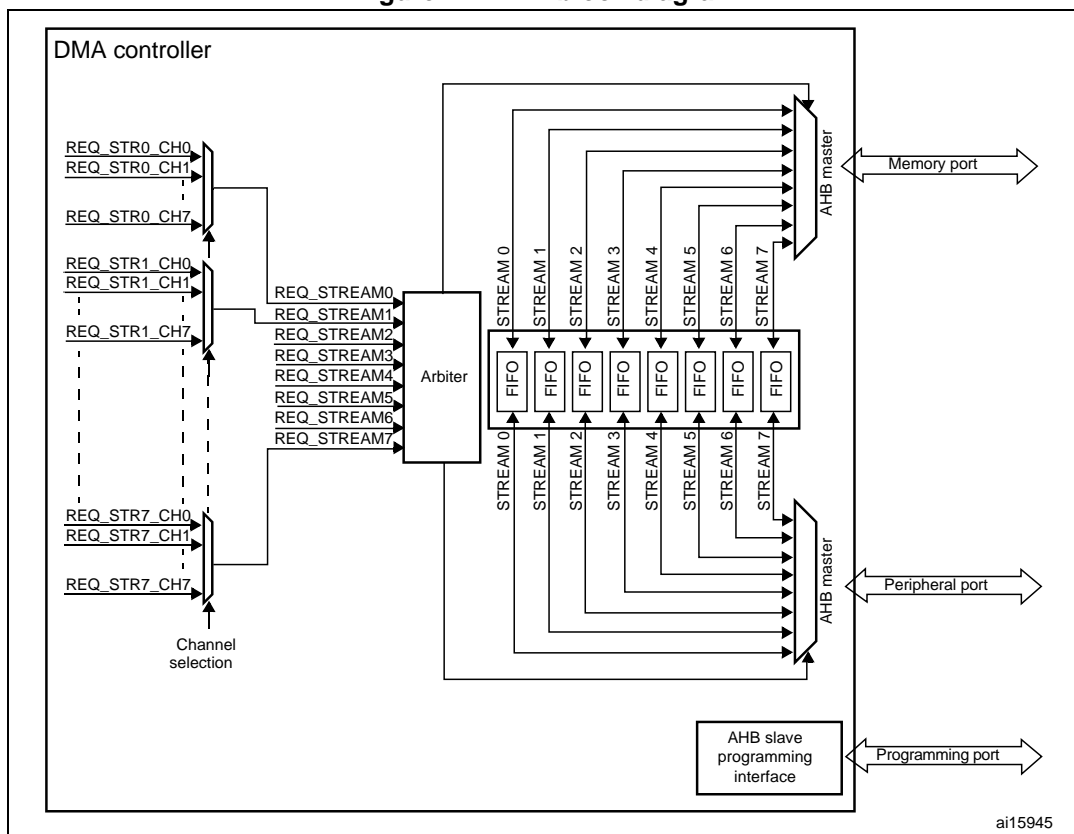 DMA controller
REQ_STR0_CH0
REQ_STR0_CH1
REQ_STR0_CH7
REQ_STR1_CH0
REQ_STR1_CH1
REQ_STR1_CH7
REQ_STR7_CH0
REQ_STR7_CH1
REQ_STR7_CH7
Channel
selection
REQ_STREAM0
REQ_STREAM1
REQ_STREAM2
REQ_STREAM3
REQ_STREAM4
REQ_STREAM5
REQ_STREAM6
REQ_STREAM7
Arbiter
STREAM 0
STREAM 1
STREAM 2
STREAM 3
STREAM 4
STREAM 5
STREAM 6
STREAM 7
FIFO
FIFO
FIFO
FIFO
FIFO
FIFO
FIFO
FIFO
STREAM 0
STREAM 1
STREAM 2
STREAM 3
STREAM 4
STREAM 5
STREAM 6
STREAM 7
AHB master
Memory port
AHB master
Peripheral port
AHB slave
programming
interface
Programming port
ai15945